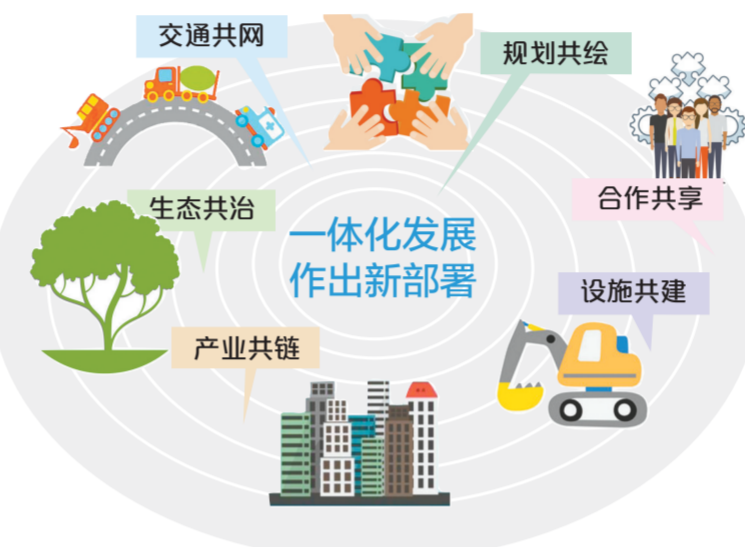 交通共网
规划共绘
合作共享
生态共治
一体化发展
作出新部署
设施共建
产业共链